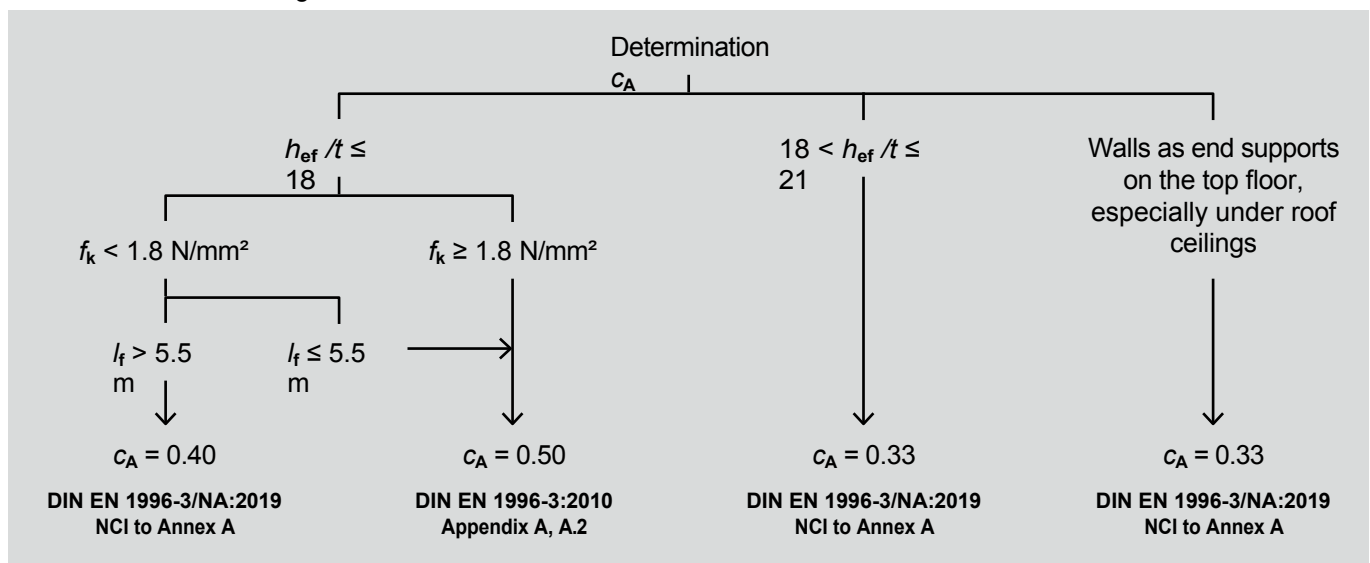 Determination
cA
hef /t ≤
18
18 < hef /t ≤
21
Walls as end supports
on the top floor,
especially under roof
ceilings
fk < 1.8 N/mm²
fk ≥ 1.8 N/mm²
lf > 5.5
m
lf ≤ 5.5
m
cA = 0.40
cA = 0.50
cA = 0.33
cA = 0.33
DIN EN 1996-3/NA:2019
NCI to Annex A
DIN EN 1996-3:2010
Appendix A, A.2
DIN EN 1996-3/NA:2019
NCI to Annex A
DIN EN 1996-3/NA:2019
NCI to Annex A